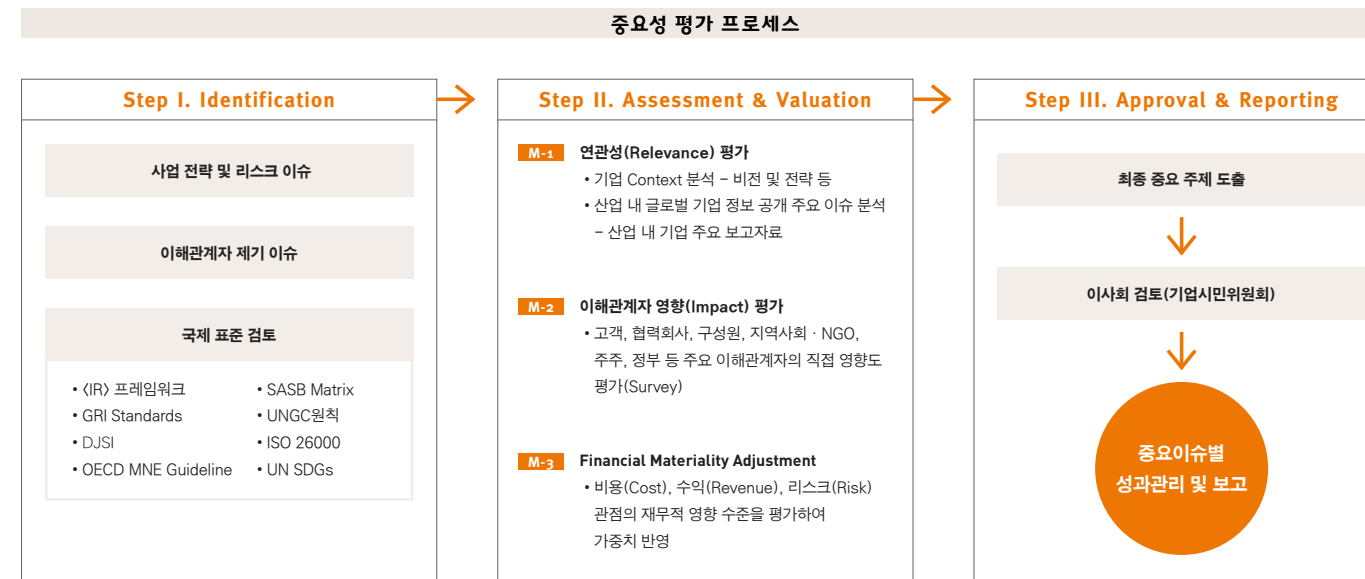 중요성 평가 프로세스
Step I. Identification
사업 전략 및 리스크 이슈
이해관계자 제기 이슈
국제 표준 검토
• <IR> 프레임워크
• GRI Standards
• DJSI
• OECD MNE Guideline
• SASB Matrix
• UNGC원칙
• ISO 26000
• UN SDGs
Step II. Assessment & Valuation
M-1 연관성(Relevance) 평가
• 기업 Context 분석 – 비전 및 전략 등
• 산업 내 글로벌 기업 정보 공개 주요 이슈 분석
– 산업 내 기업 주요 보고자료
M-2 이해관계자 영향(Impact) 평가
• 고객, 협력회사, 구성원, 지역사회 · NGO,
주주, 정부 등 주요 이해관계자의 직접 영향도
평가(Survey)
M-3 Financial Materiality Adjustment
• 비용(Cost), 수익(Revenue), 리스크(Risk)
관점의 재무적 영향 수준을 평가하여
가중치 반영
Step III. Approval & Reporting
최종 중요 주제 도출
이사회 검토(기업시민위원회)
중요이슈별
성과관리 및 보고